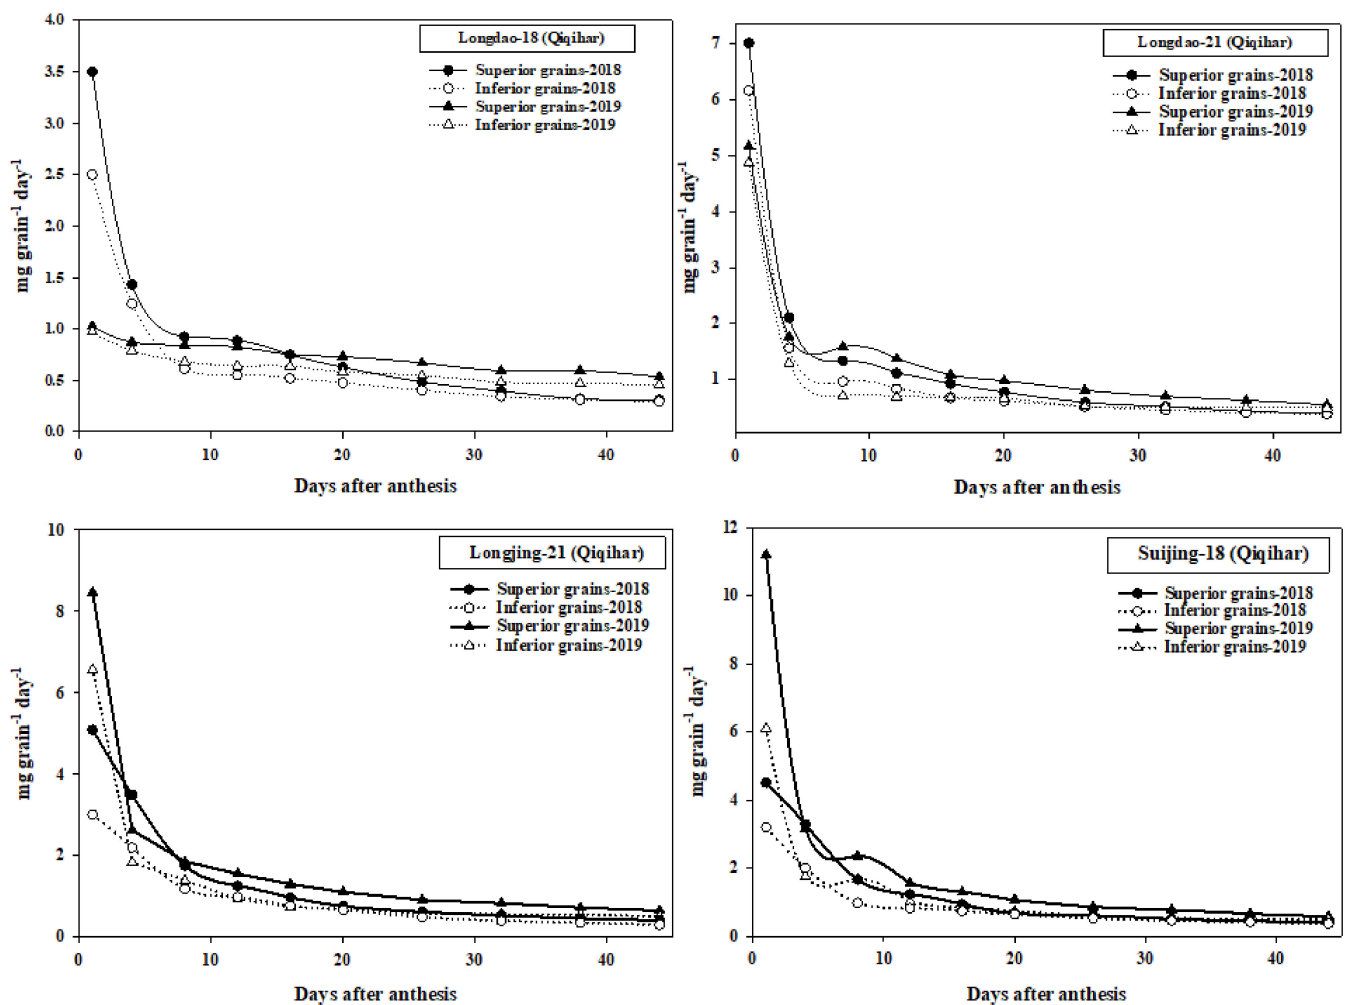 4.0
3.5
3.0
2.5
2.0
1.5
1.0
0.5
0.0
mg grain-1 day-1
Longdao-18 (Qiqihar)
Superior grains-2018
Inferior grains-2018
Superior grains-2019
Inferior grains-2019
0 10 20 30 40
Days after anthesis
7
6
5
4
3
2
1
mg grain-1 day-1
Longdao-21 (Qiqihar)
Superior grains-2018
Inferior grains-2018
Superior grains-2019
Inferior grains-2019
0 10 20 30 40
Days after anthesis
10
8
6
4
2
0
mg grain-1 day-1
Longjing-21 (Qiqihar)
Superior grains-2018
Inferior grains-2018
Superior grains-2019
Inferior grains-2019
0 10 20 30 40
Days after anthesis
12
10
8
6
4
2
0
mg grain-1 day-1
Suijing-18 (Qiqihar)
Superior grains-2018
Inferior grains-2018
Superior grains-2019
Inferior grains-2019
0 10 20 30 40
Days after anthesis